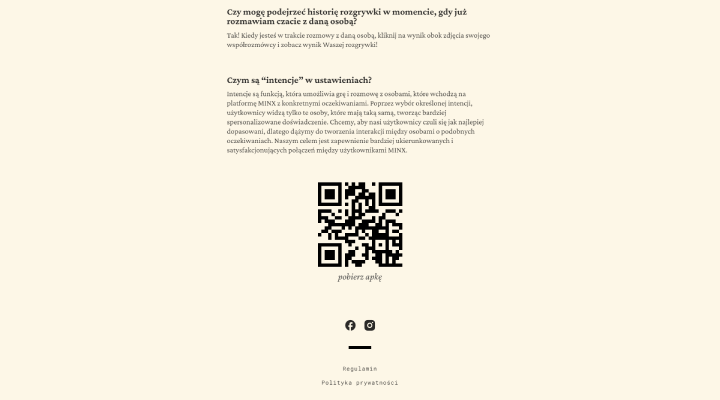 Czy mogę podejrzeć historię rozgrywki w momencie, gdy już
rozmawiam czacie z daną osobą?
Tak! Kiedy jesteś w trakcie rozmowy z daną osobą, kliknij na wynik obok zdjęcia swojego
współrozmówcy i zobacz wynik Waszej rozgrywki!
Czym są “intencje” w ustawieniach?
Intencje są funkcją, która umożliwia grę i rozmowę z osobami, które wchodzą na
platformę MINX z konkretnymi oczekiwaniami. Poprzez wybór określonej intencji,
użytkownicy widzą tylko te osoby, które mają taką samą, tworząc bardziej
spersonalizowane doświadczenie. Chcemy, aby nasi użytkownicy czuli się jak najlepiej
dopasowani, dlatego dążymy do tworzenia interakcji między osobami o podobnych
oczekiwaniach. Naszym celem jest zapewnienie bardziej ukierunkowanych i
satysfakcjonujących połączeń między użytkownikami MINX.
pobierz apkę
Regulamin
Polityka prywatności